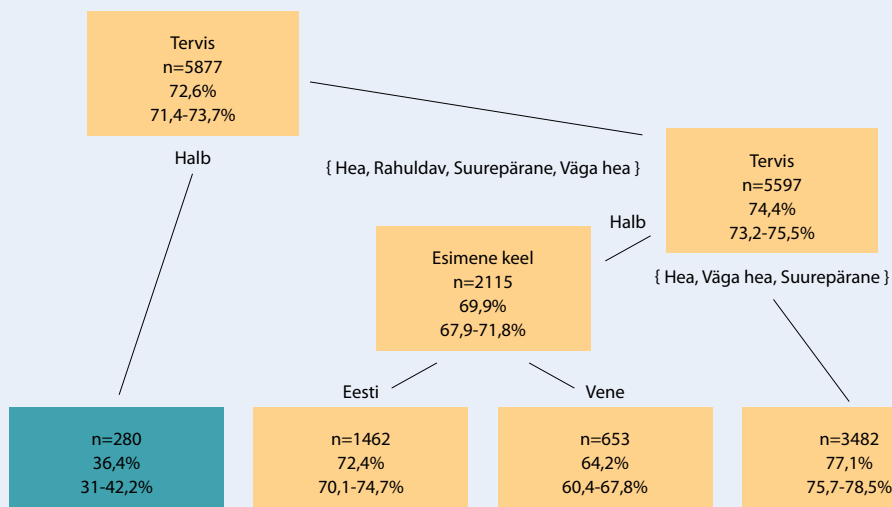 Tervis
n=5877
72,6%
71,4-73,7%
Halb
{ Hea, Rahuldav, Suurepärane, Väga hea }
Tervis
n=5597
74,4%
73,2-75,5%
Halb
{ Hea, Väga hea, Suurepärane }
Esimene keel
n=2115
69,9%
67,9-71,8%
Eesti
Vene
n=280
36,4%
31-42,2%
n=1462
72,4%
70,1-74,7%
n=653
64,2%
60,4-67,8%
n=3482
77,1%
75,7-78,5%